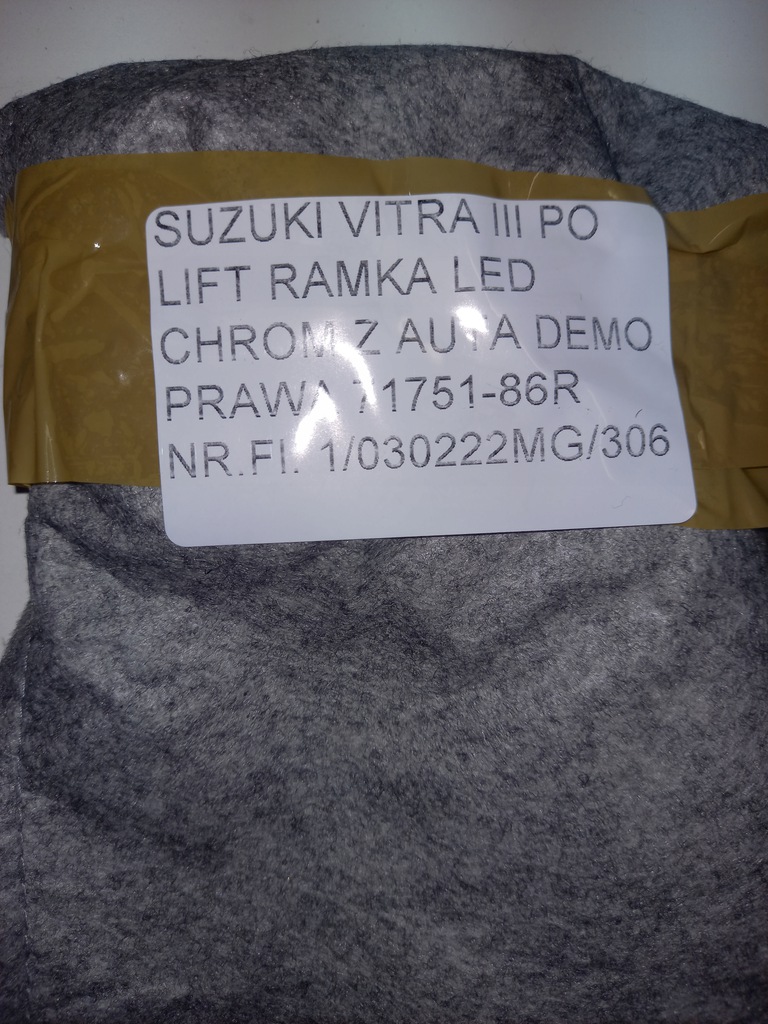 SUZUKI VITRA III PO
LIFT RAMKA LED
CHROM Z AUTA DEMO
PRAWA 71751-86R
NR.FI. 1/030222MG/306